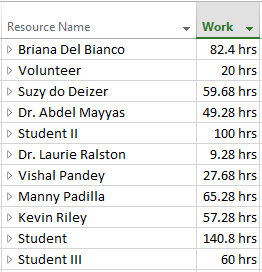 Resource Name Work
Briana Del Bianco 82.4 hrs
Volunteer 20 hrs
Suzy do Deizer 59.68 hrs
Dr. Abdel Mayyas 49.28 hrs
Student II 100 hrs
Dr. Laurie Ralston 9.28 hrs
Vishal Pandey 27.68 hrs
Manny Padilla 65.28 hrs
Kevin Riley 57.28 hrs
Student 140.8 hrs
Student III 60 hrs